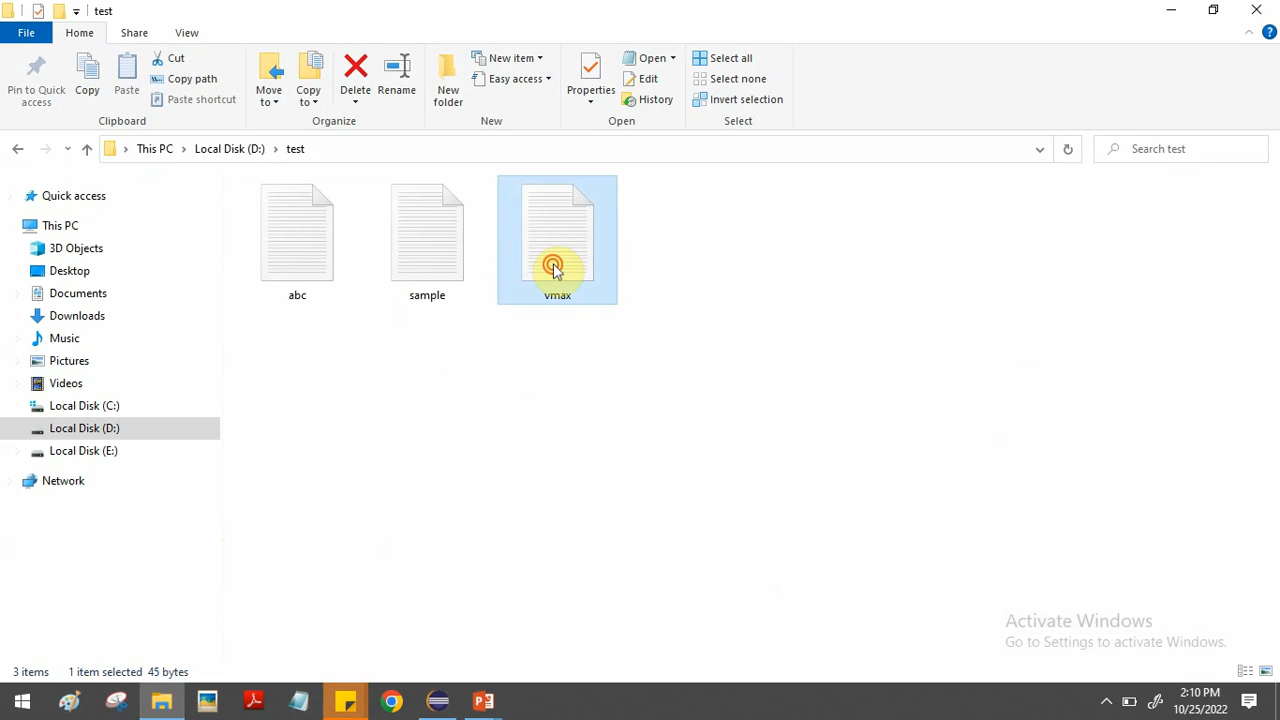 test
File Home Share View
Pin to Quick access
Copy
Paste
Cut
Copy path
Paste shortcut
Clipboard
Move to
Copy to
Delete
Rename
Organize
New folder
New item
Easy access
New
Properties
Open
Edit
History
Open
Select all
Select none
Invert selection
Select
This PC Local Disk (D:) test
Search test
Quick access
This PC
3D Objects
Desktop
Documents
Downloads
Music
Pictures
Videos
Local Disk (C:)
Local Disk (D:)
Local Disk (E:)
Network
abc sample vmax
Activate Windows
Go to Settings to activate Windows.
3 items 1 item selected 45 bytes
2:10 PM
10/25/2022